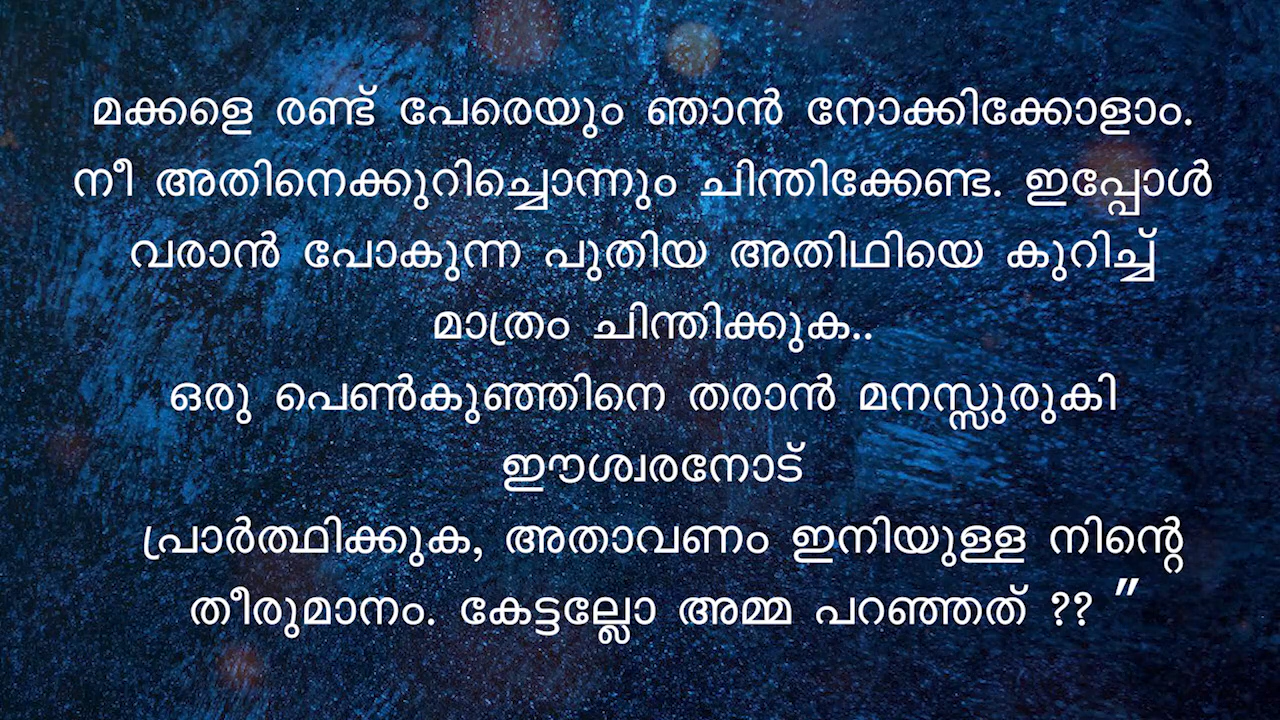 മക്കളെ രണ്ട് പേരെയും ഞാൻ നോക്കിക്കോളാം.
നീ അതിനെക്കുറിച്ചൊന്നും ചിന്തിക്കേണ്ട. ഇപ്പോൾ
വരാൻ പോകുന്ന പുതിയ അതിഥിയെ കുറിച്ച്
മാത്രം ചിന്തിക്കുക..
ഒരു പെൺകുഞ്ഞിനെ തരാൻ മനസ്സുരുകി
ഈശ്വരനോട്
പ്രാർത്ഥിക്കുക, അതാവണം ഇനിയുള്ള നിന്റെ
തീരുമാനം. കേട്ടല്ലോ അമ്മ പറഞ്ഞത് ?? ”